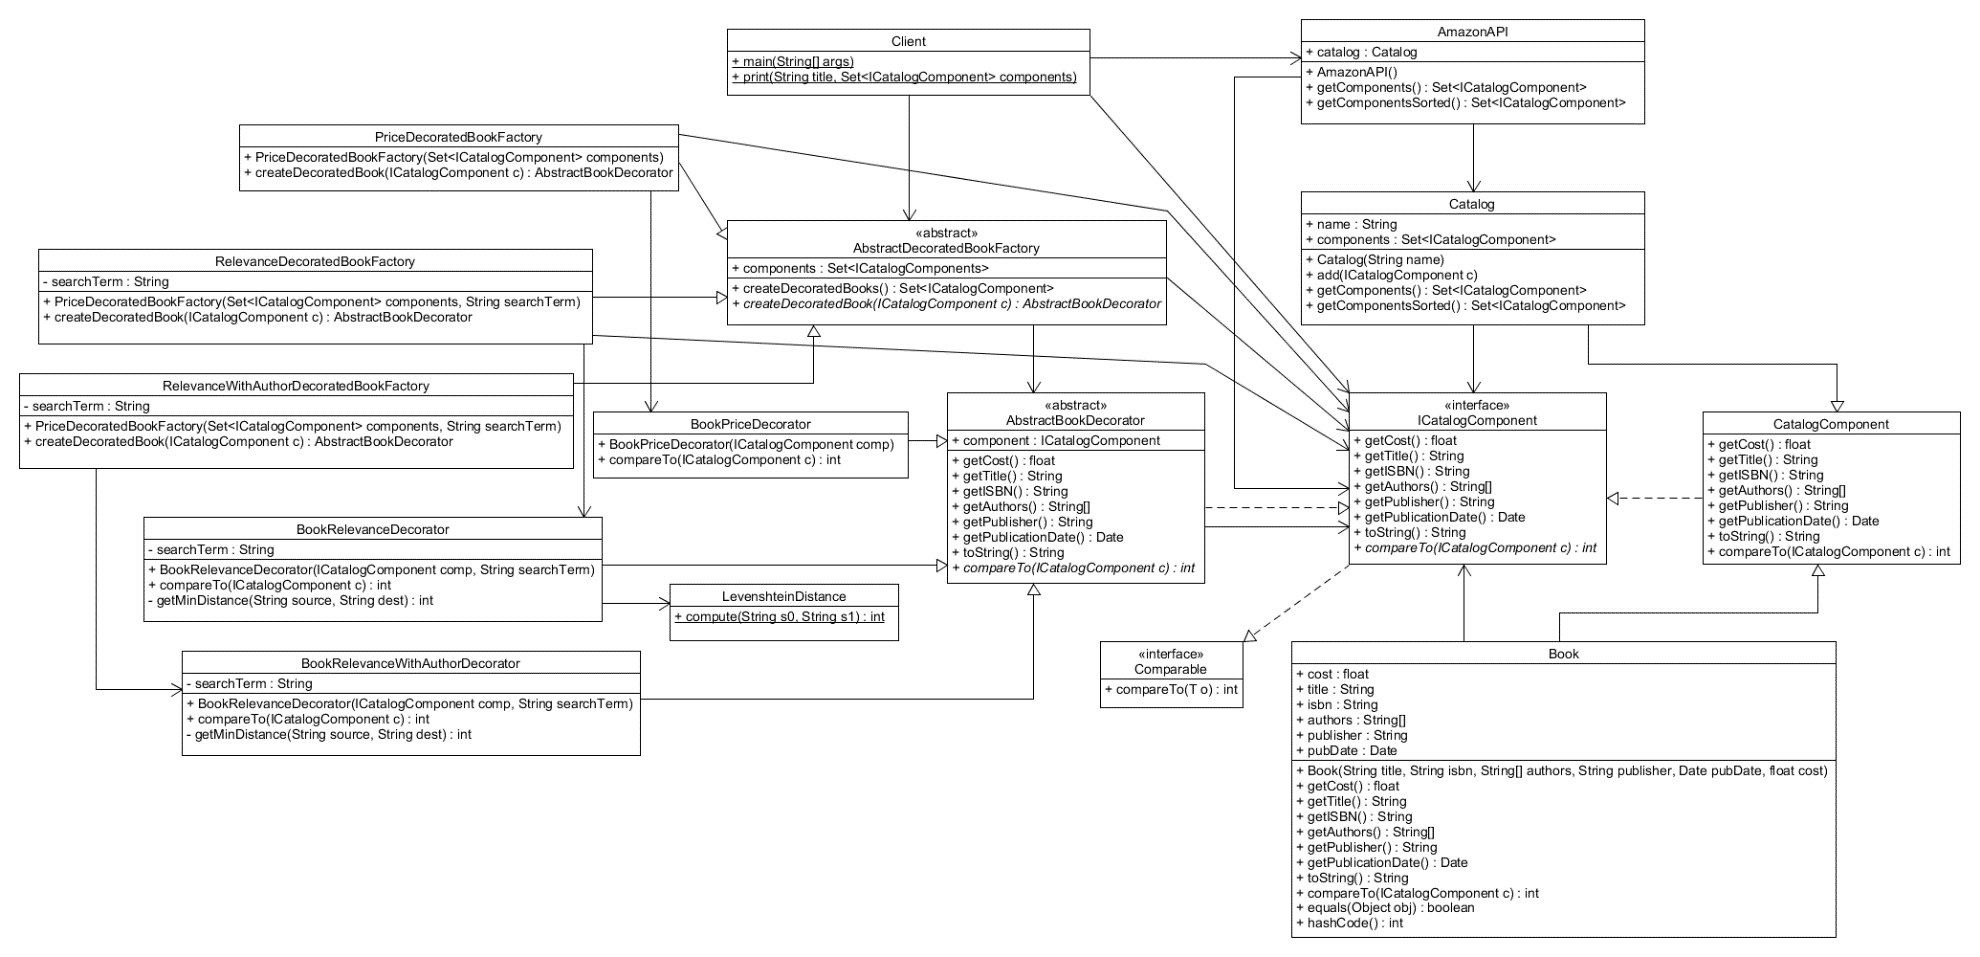 Client
+ main(String[] args)
+ print(String title, Set<ICatalogComponent> components)
AmazonAPI
+ catalog : Catalog
+ AmazonAPI()
+ getComponents() : Set<ICatalogComponent>
+ getComponentsSorted() : Set<ICatalogComponent>
PriceDecoratedBookFactory
+ PriceDecoratedBookFactory(Set<ICatalogComponent> components)
+ createDecoratedBook(ICatalogComponent c) : AbstractBookDecorator
Catalog
+ name : String
+ components : Set<ICatalogComponent>
+ Catalog(String name)
+ add(ICatalogComponent c)
+ getComponents() : Set<ICatalogComponent>
+ getComponentsSorted() : Set<ICatalogComponent>
«abstract»
AbstractDecoratedBookFactory
+ components : Set<ICatalogComponents>
+ createDecoratedBooks() : Set<ICatalogComponent>
+ createDecoratedBook(ICatalogComponent c) : AbstractBookDecorator
RelevanceDecoratedBookFactory
- searchTerm : String
+ PriceDecoratedBookFactory(Set<ICatalogComponent> components, String searchTerm)
+ createDecoratedBook(ICatalogComponent c) : AbstractBookDecorator
RelevanceWithAuthorDecoratedBookFactory
- searchTerm : String
+ PriceDecoratedBookFactory(Set<ICatalogComponent> components, String searchTerm)
+ createDecoratedBook(ICatalogComponent c) : AbstractBookDecorator
BookPriceDecorator
+ BookPriceDecorator(ICatalogComponent comp)
+ compareTo(ICatalogComponent c) : int
«abstract»
AbstractBookDecorator
+ component : ICatalogComponent
+ getCost() : float
+ getTitle() : String
+ getISBN() : String
+ getAuthors() : String[]
+ getPublisher() : String
+ getPublicationDate() : Date
+ toString() : String
+ compareTo(ICatalogComponent c) : int
«interface»
ICatalogComponent
+ getCost() : float
+ getTitle() : String
+ getISBN() : String
+ getAuthors() : String[]
+ getPublisher() : String
+ getPublicationDate() : Date
+ toString() : String
+ compareTo(ICatalogComponent c) : int
CatalogComponent
+ getCost() : float
+ getTitle() : String
+ getISBN() : String
+ getAuthors() : String[]
+ getPublisher() : String
+ getPublicationDate() : Date
+ toString() : String
+ compareTo(ICatalogComponent c) : int
BookRelevanceDecorator
- searchTerm : String
+ BookRelevanceDecorator(ICatalogComponent comp, String searchTerm)
+ compareTo(ICatalogComponent c) : int
- getMinDistance(String source, String dest) : int
LevenshteinDistance
+ compute(String s0, String s1) : int
BookRelevanceWithAuthorDecorator
- searchTerm : String
+ BookRelevanceDecorator(ICatalogComponent comp, String searchTerm)
+ compareTo(ICatalogComponent c) : int
- getMinDistance(String source, String dest) : int
«interface»
Comparable
+ compareTo(T o) : int
Book
+ cost : float
+ title : String
+ isbn : String
+ authors : String[]
+ publisher : String
+ pubDate : Date
+ Book(String title, String isbn, String[] authors, String publisher, Date pubDate, float cost)
+ getCost() : float
+ getTitle() : String
+ getISBN() : String
+ getAuthors() : String[]
+ getPublisher() : String
+ getPublicationDate() : Date
+ toString() : String
+ compareTo(ICatalogComponent c) : int
+ equals(Object obj) : boolean
+ hashCode() : int